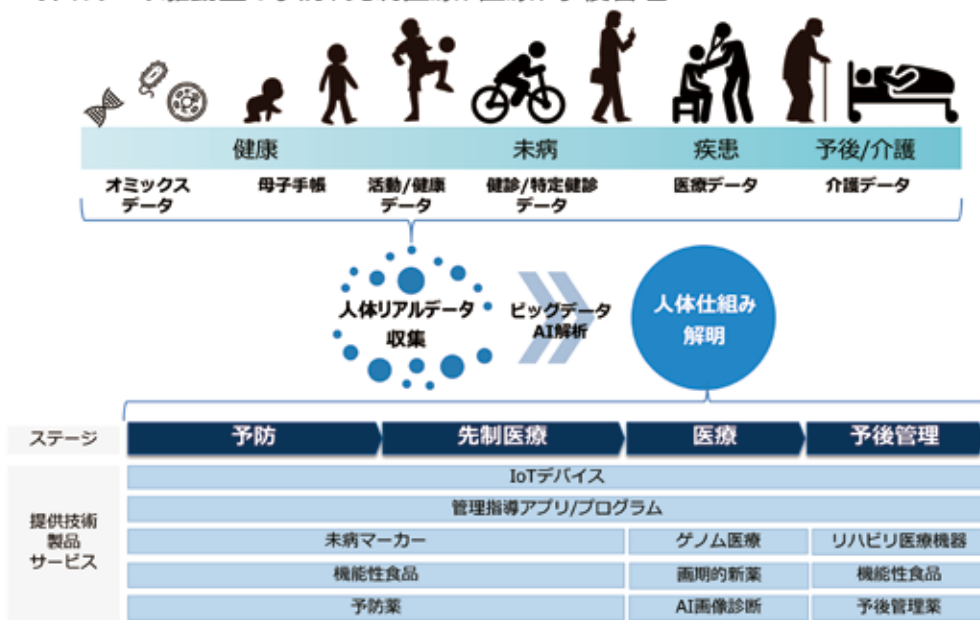 健康 未病 疾患 予後/介護
オミックス
データ
母子手帳
活動/健康
データ
健診/特定健診
データ
医療データ
介護データ
人体リアルデータ
収集
ビッグデータ
AI解析
人体仕組み
解明
ステージ 予防 先制医療 医療 予後管理
提供技術
製品
サービス
IoTデバイス
管理指導アプリ/プログラム
未病マーカー ゲノム医療 リハビリ医療機器
機能性食品 画期的新薬 機能性食品
予防薬 AI画像診断 予後管理薬